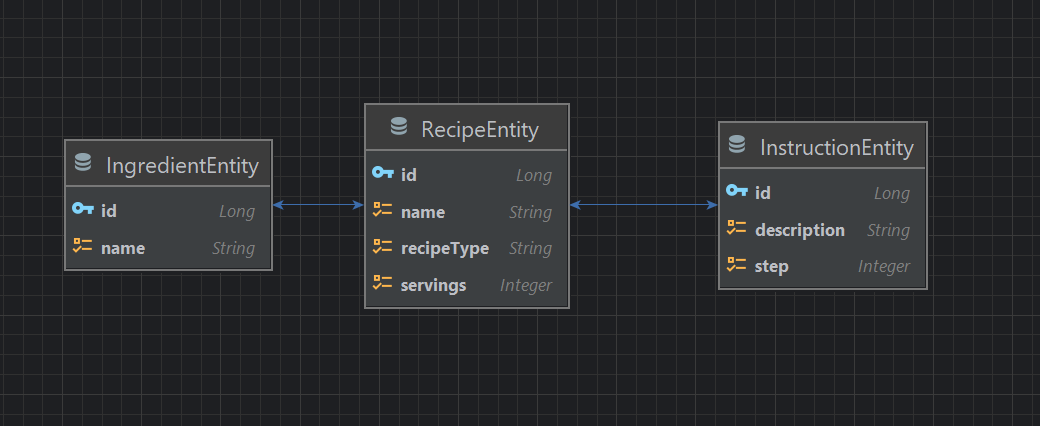 IngredientEntity
id Long
name String
RecipeEntity
id Long
name String
recipeType String
servings Integer
InstructionEntity
id Long
description String
step Integer